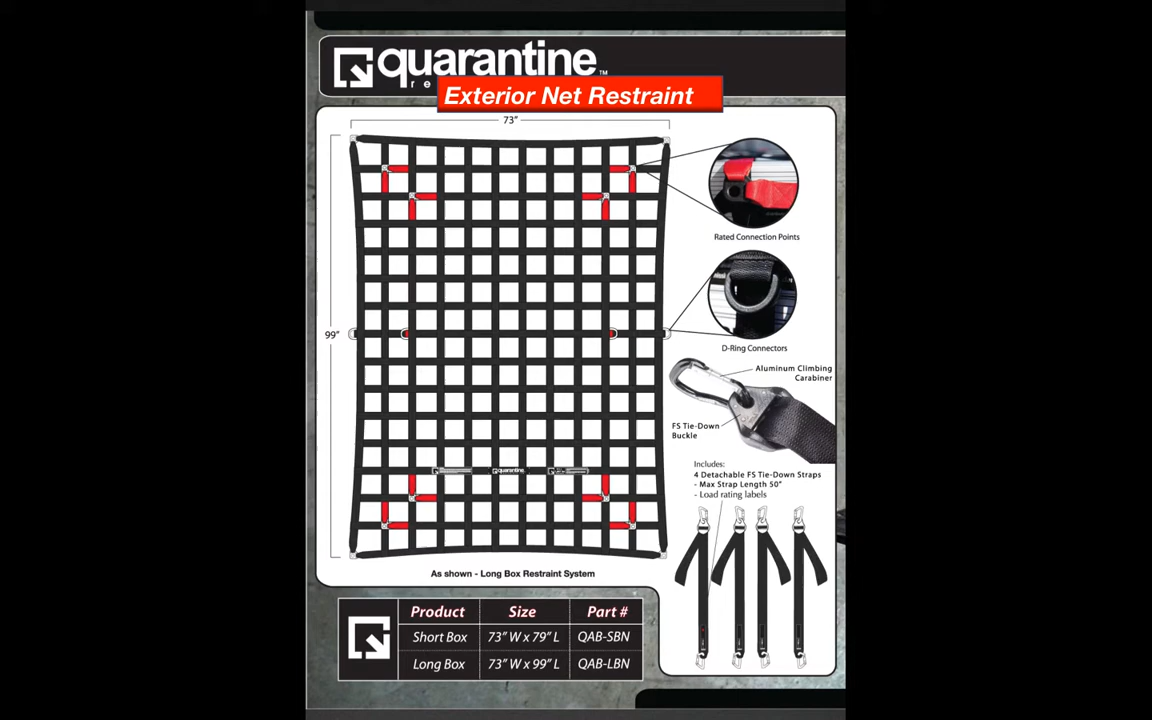 quarantine™
re
Exterior Net Restraint
73”
99”
Rated Connection Points
D-Ring Connectors
Aluminum Climbing
Carabiner
FS Tie-Down
Buckle
Includes:
4 Detachable FS Tie-Down Straps
- Max Strap Length 50”
- Load rating labels
quarantine
As shown - Long Box Restraint System
Product Size Part #
Short Box 73” W x 79” L QAB-SBN
Long Box 73” W x 99” L QAB-LBN